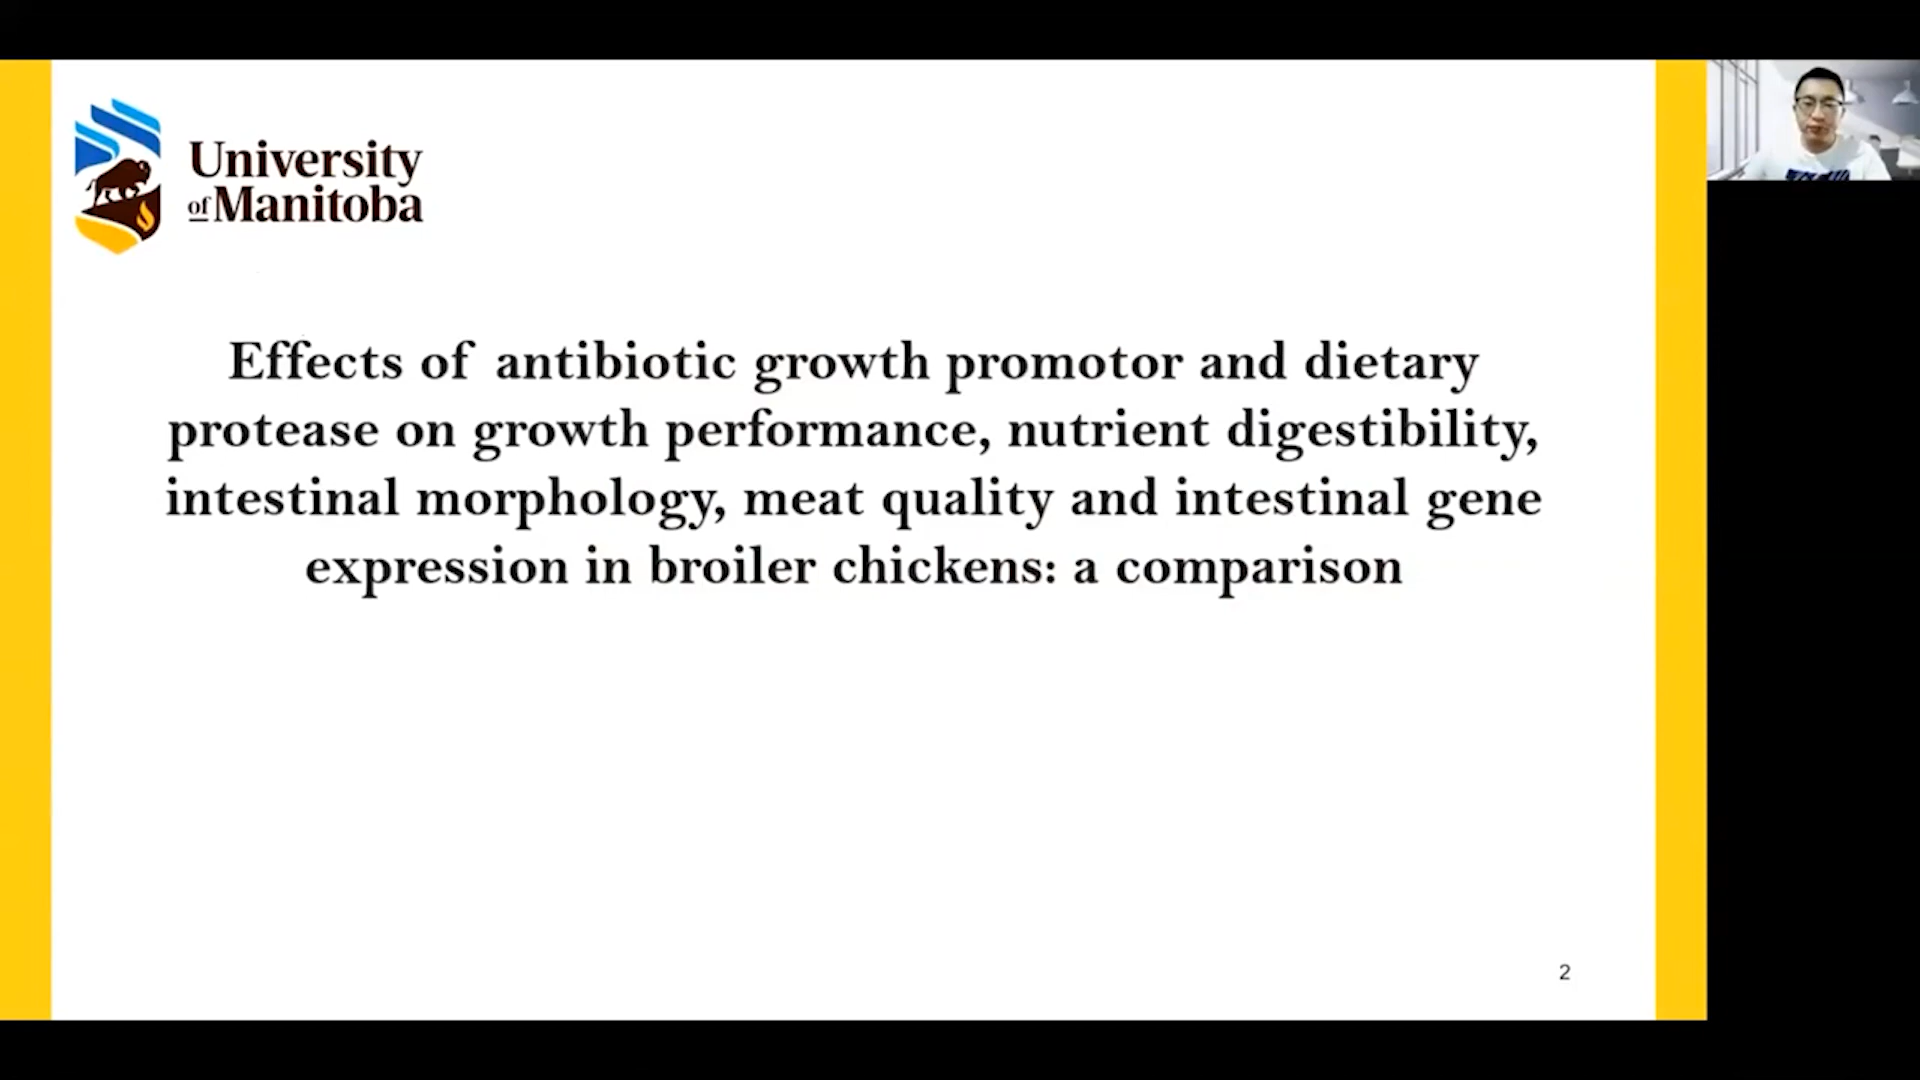 University
of Manitoba
Effects of antibiotic growth promotor and dietary
protease on growth performance, nutrient digestibility,
intestinal morphology, meat quality and intestinal gene
expression in broiler chickens: a comparison
2